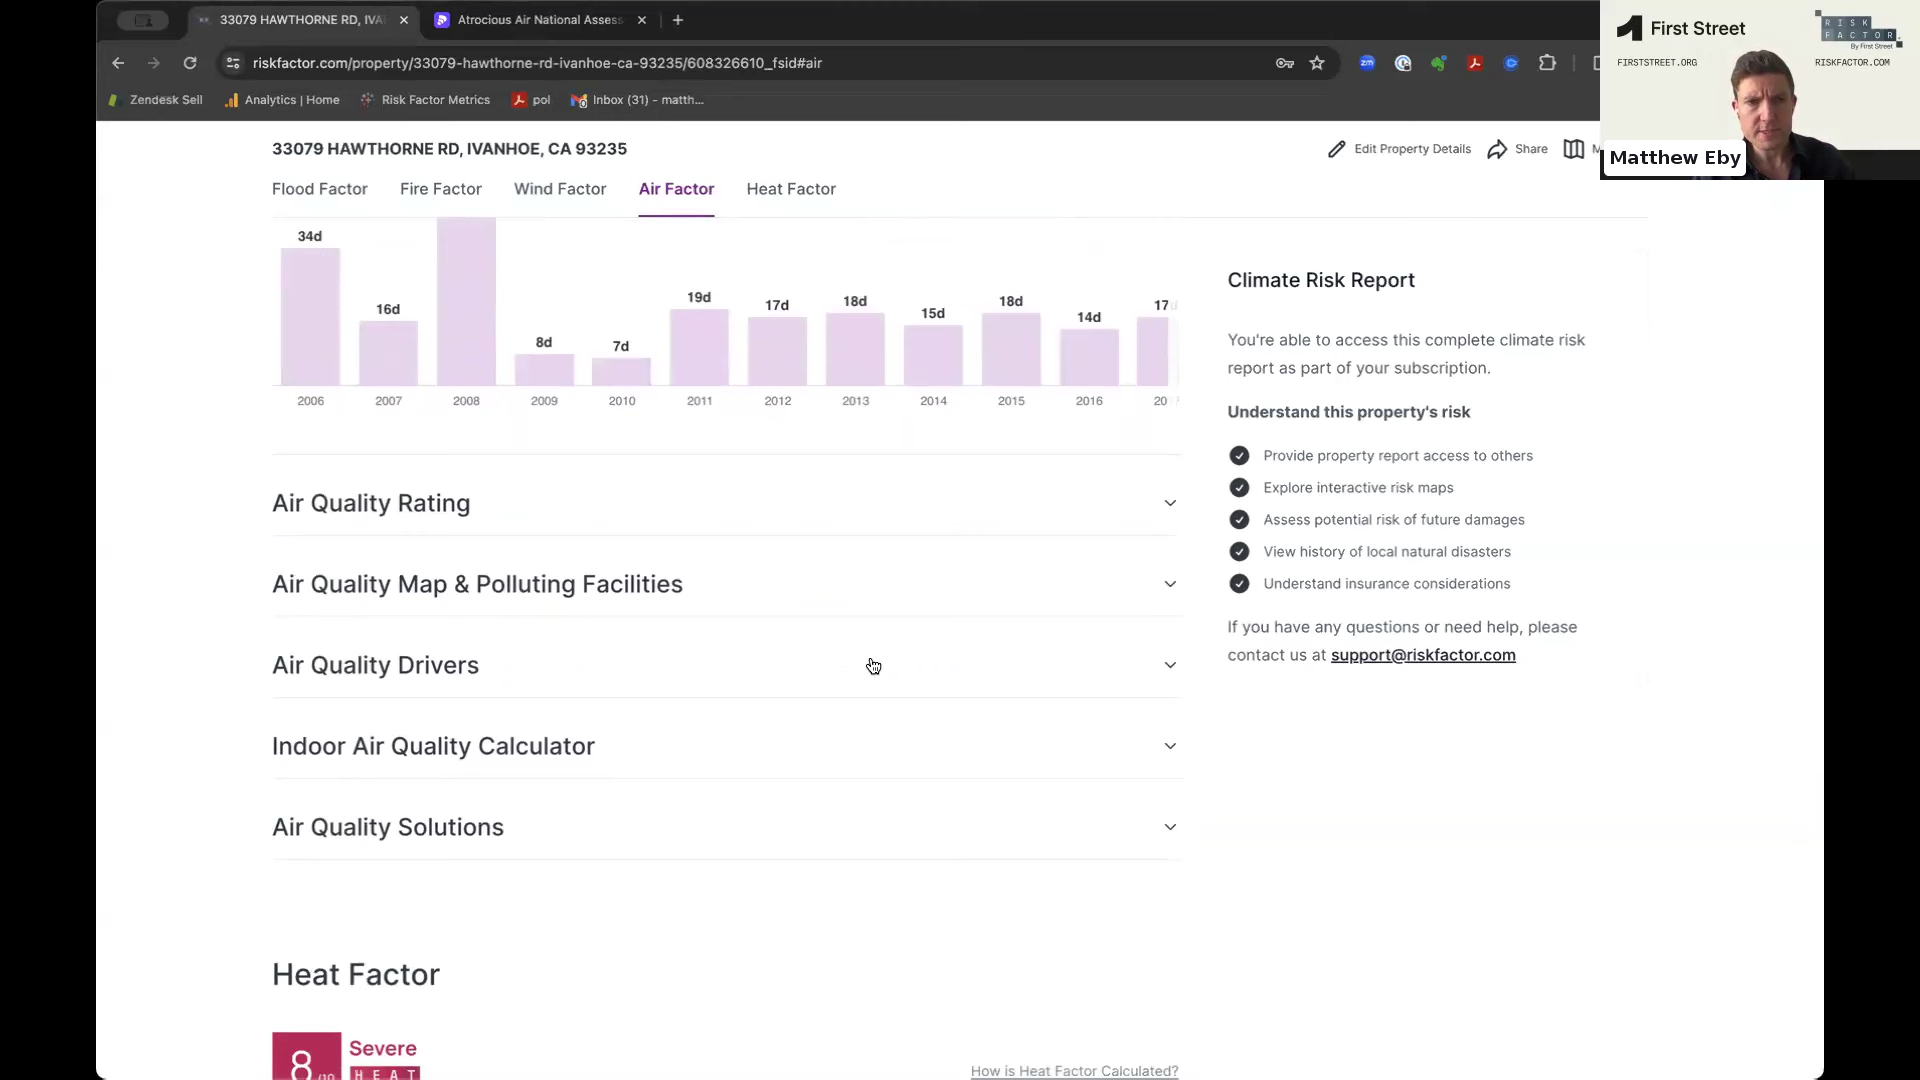 33079 HAWTHORNE RD, IVA
Atrocious Air National Assess
riskfactor.com/property/33079-hawthorne-rd-ivanhoe-ca-93235/608326610_fsid#air
Zendesk Sell
Analytics | Home
Risk Factor Metrics
pol
Inbox (31) - matth...
First Street
RISK
FACTOR
By First Street
FIRSTSTREET.ORG
RISKFACTOR.COM
Matthew Eby
33079 HAWTHORNE RD, IVANHOE, CA 93235
Edit Property Details
Share
Flood Factor
Fire Factor
Wind Factor
Air Factor
Heat Factor
34d
16d
8d
7d
19d
17d
18d
15d
18d
14d
17d
2006
2007
2008
2009
2010
2011
2012
2013
2014
2015
2016
Air Quality Rating
Air Quality Map & Polluting Facilities
Air Quality Drivers
Indoor Air Quality Calculator
Air Quality Solutions
Climate Risk Report
You're able to access this complete climate risk
report as part of your subscription.
Understand this property's risk
Provide property report access to others
Explore interactive risk maps
Assess potential risk of future damages
View history of local natural disasters
Understand insurance considerations
If you have any questions or need help, please
contact us at support@riskfactor.com
Heat Factor
8 /10
Severe
HEAT
How is Heat Factor Calculated?